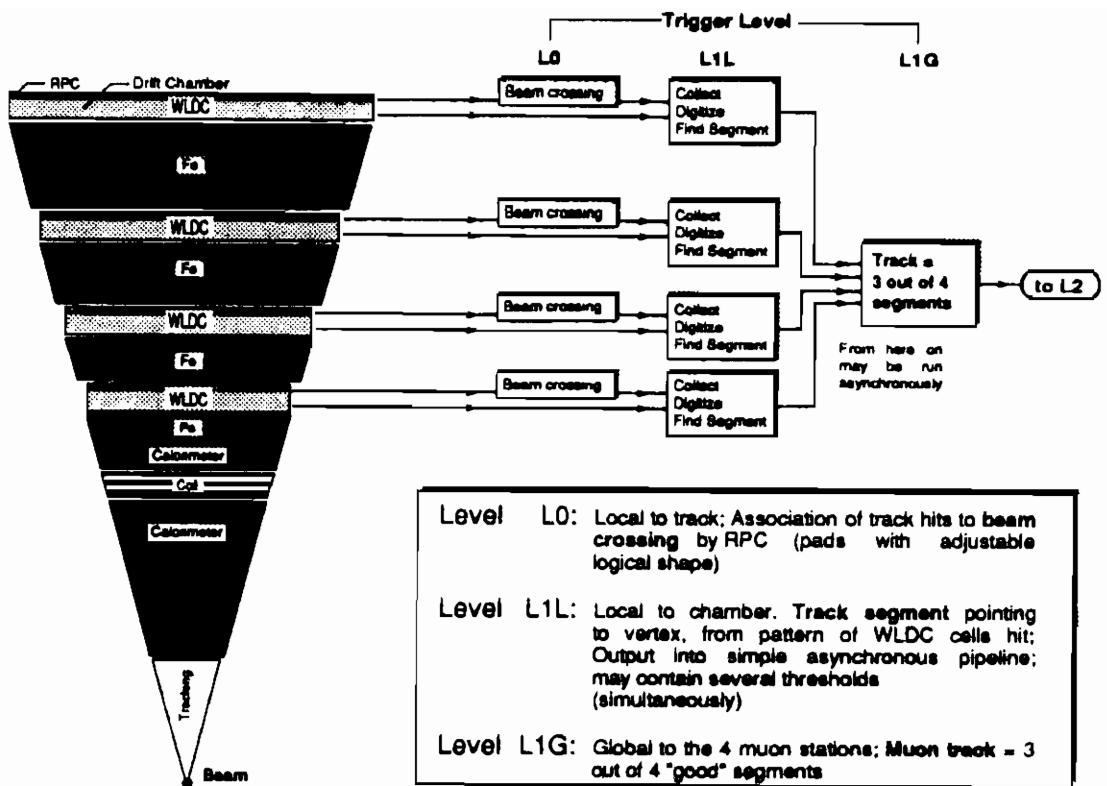 Trigger Level
L0 L1L L1G
RPC
Drift Chamber
WLDC
Beam crossing
Collect
Digitize
Find Segment
Fe
WLDC
Beam crossing
Collect
Digitize
Find Segment
Fe
Track =
3 out of 4
segments
to L2
WLDC
Beam crossing
Collect
Digitize
Find Segment
From here on
may be run
asynchronously
Fe
WLDC
Beam crossing
Collect
Digitize
Find Segment
Fe
Calorimeter
Coil
Calorimeter
Tracking
Beam
Level L0: Local to track; Association of track hits to beam
crossing by RPC (pads with adjustable
logical shape)
Level L1L: Local to chamber. Track segment pointing
to vertex, from pattern of WLDC cells hit;
Output into simple asynchronous pipeline;
may contain several thresholds
(simultaneously)
Level L1G: Global to the 4 muon stations; Muon track = 3
out of 4 "good" segments